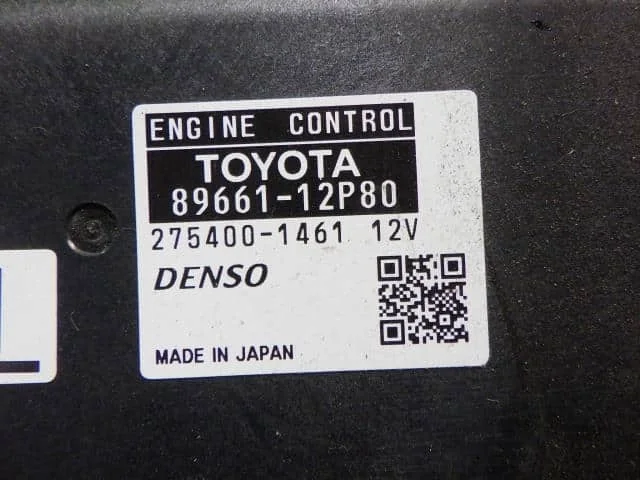 ENGINE CONTROL
TOYOTA
89661-12P80
275400-1461 12V
DENSO
MADE IN JAPAN